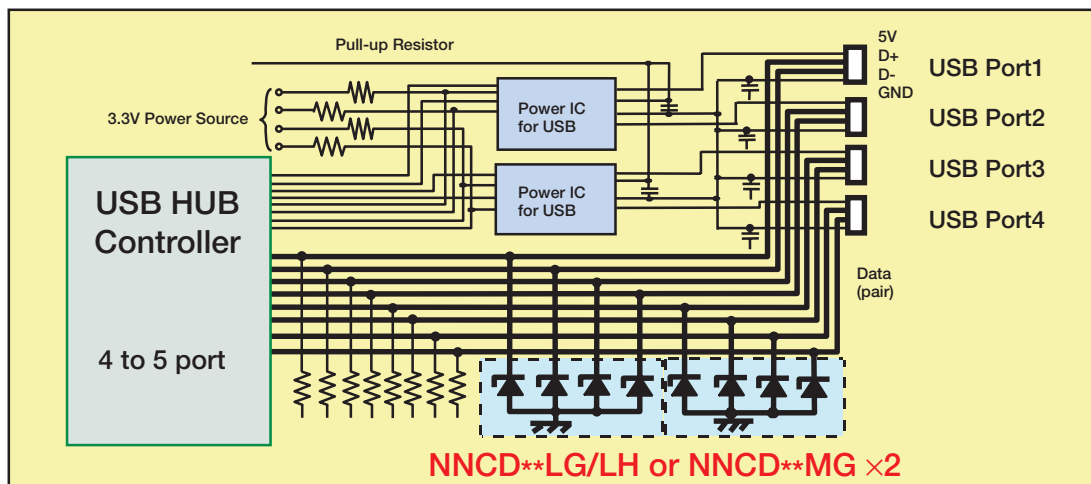 Pull-up Resistor
3.3V Power Source
Power IC
for USB
Power IC
for USB
5V
D+
D-
GND
USB Port1
USB Port2
USB Port3
USB Port4
USB HUB
Controller
4 to 5 port
Data
(pair)
NNCD**LG/LH or NNCD**MG ×2